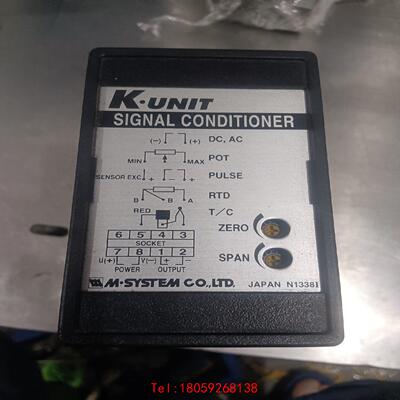 K·UNIT
SIGNAL CONDITIONER
(−) (+) DC, AC
MIN MAX POT
SENSOR EXC. + − + PULSE
B B A RTD
RED T/C
ZERO
6 5 4 3
SOCKET
7 8 1 2
SPAN
U(+) V(−) + −
POWER OUTPUT
M-SYSTEM CO.,LTD. JAPAN N1338
Tel:18059268138